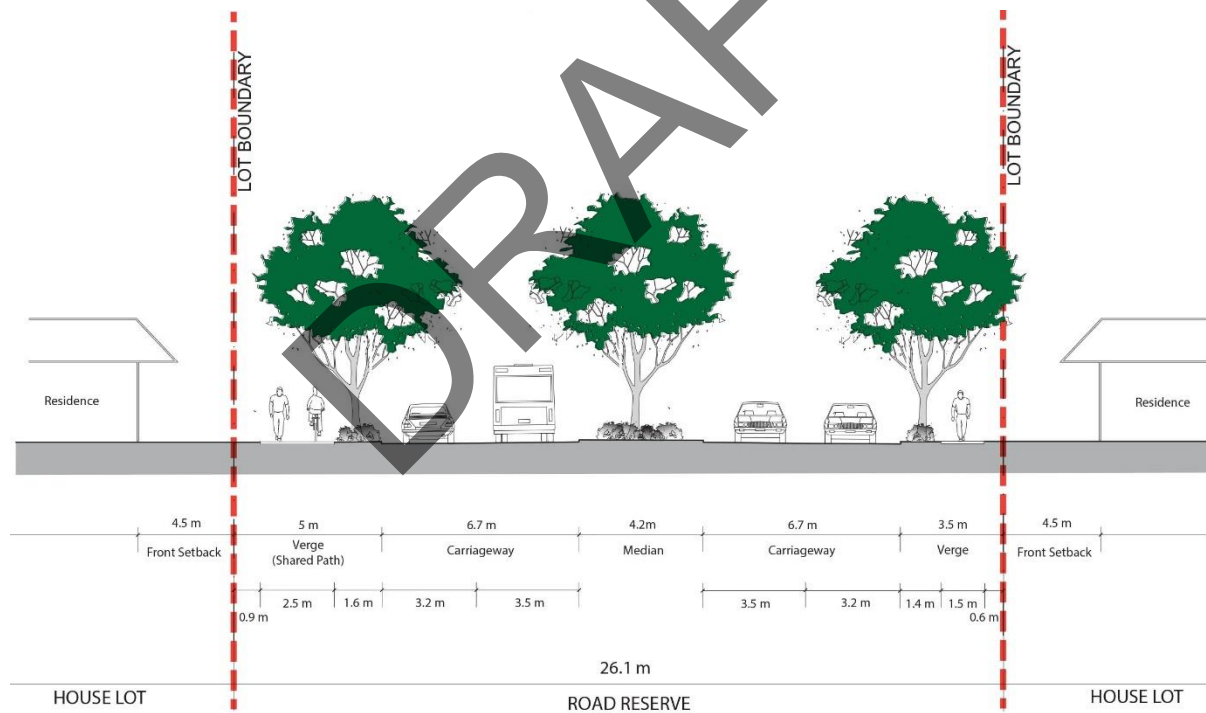 DRAF
LOT BOUNDARY
LOT BOUNDARY
Residence
Residence
4.5 m
5 m
6.7 m
4.2m
6.7 m
3.5 m
4.5 m
Front Setback
Verge
(Shared Path)
Carriageway
Median
Carriageway
Verge
Front Setback
0.9 m
2.5 m
1.6 m
3.2 m
3.5 m
3.5 m
3.2 m
1.4 m
1.5 m
0.6 m
26.1 m
HOUSE LOT
ROAD RESERVE
HOUSE LOT